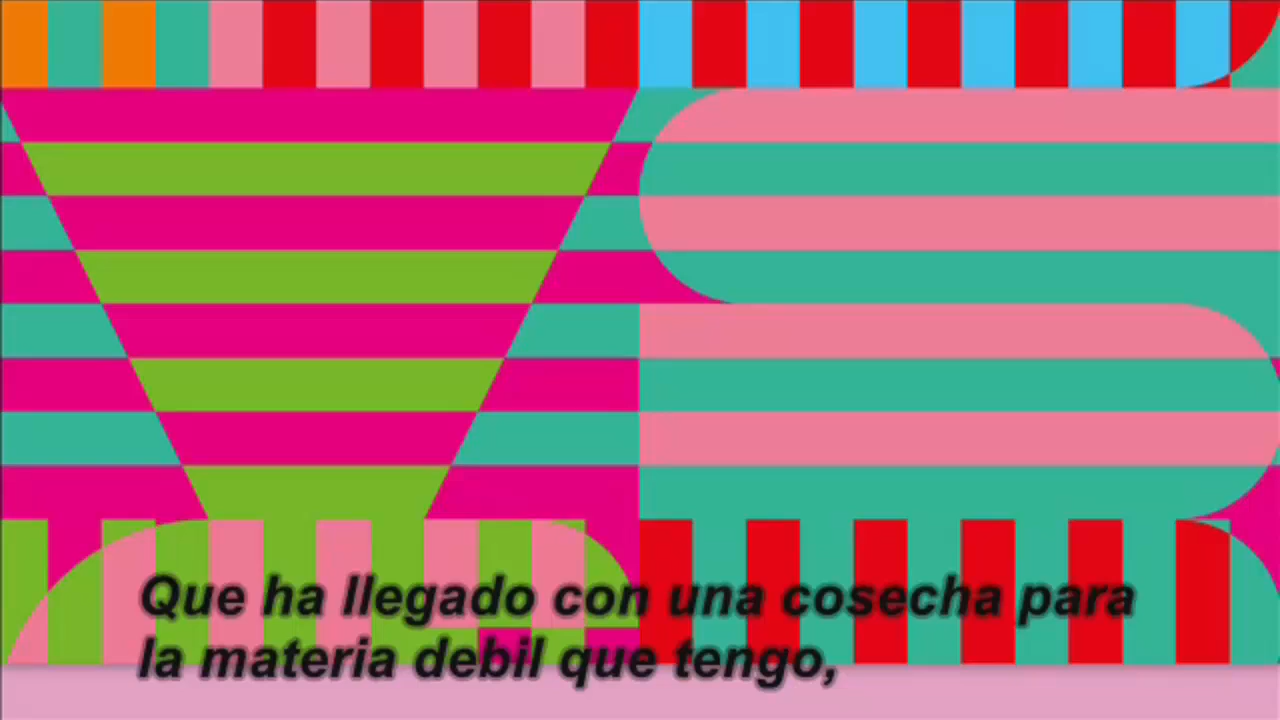 Que ha llegado con una cosecha para
la materia debil que tengo,